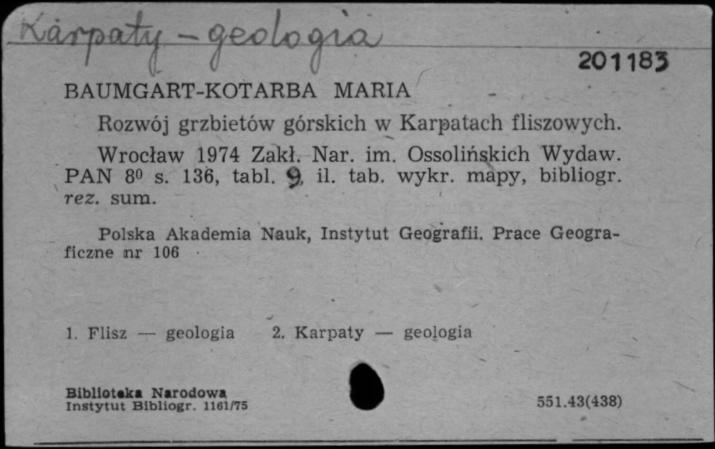 Karpaty - geologia
201183
BAUMGART-KOTARBA MARIA
Rozwój grzbietów górskich w Karpatach fliszowych.
Wrocław 1974 Zakł. Nar. im. Ossolińskich Wydaw.
PAN 8⁰ s. 136, tabl. 9, il. tab. wykr. mapy, bibliogr.
rez. sum.
Polska Akademia Nauk, Instytut Geografii. Prace Geogra-
ficzne nr 106
1. Flisz — geologia 2. Karpaty — geologia
Biblioteka Narodowa
Instytut Bibliogr. 1161/75
551.43(438)